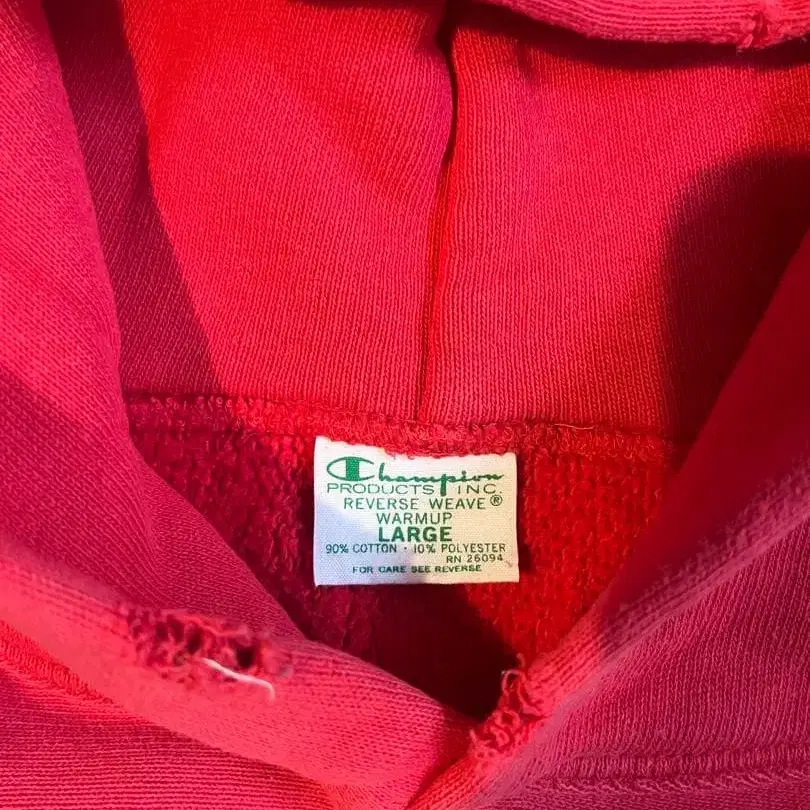 Champion
PRODUCTS INC.
REVERSE WEAVE®
WARMUP
LARGE
90% COTTON · 10% POLYESTER
RN 26094
FOR CARE SEE REVERSE